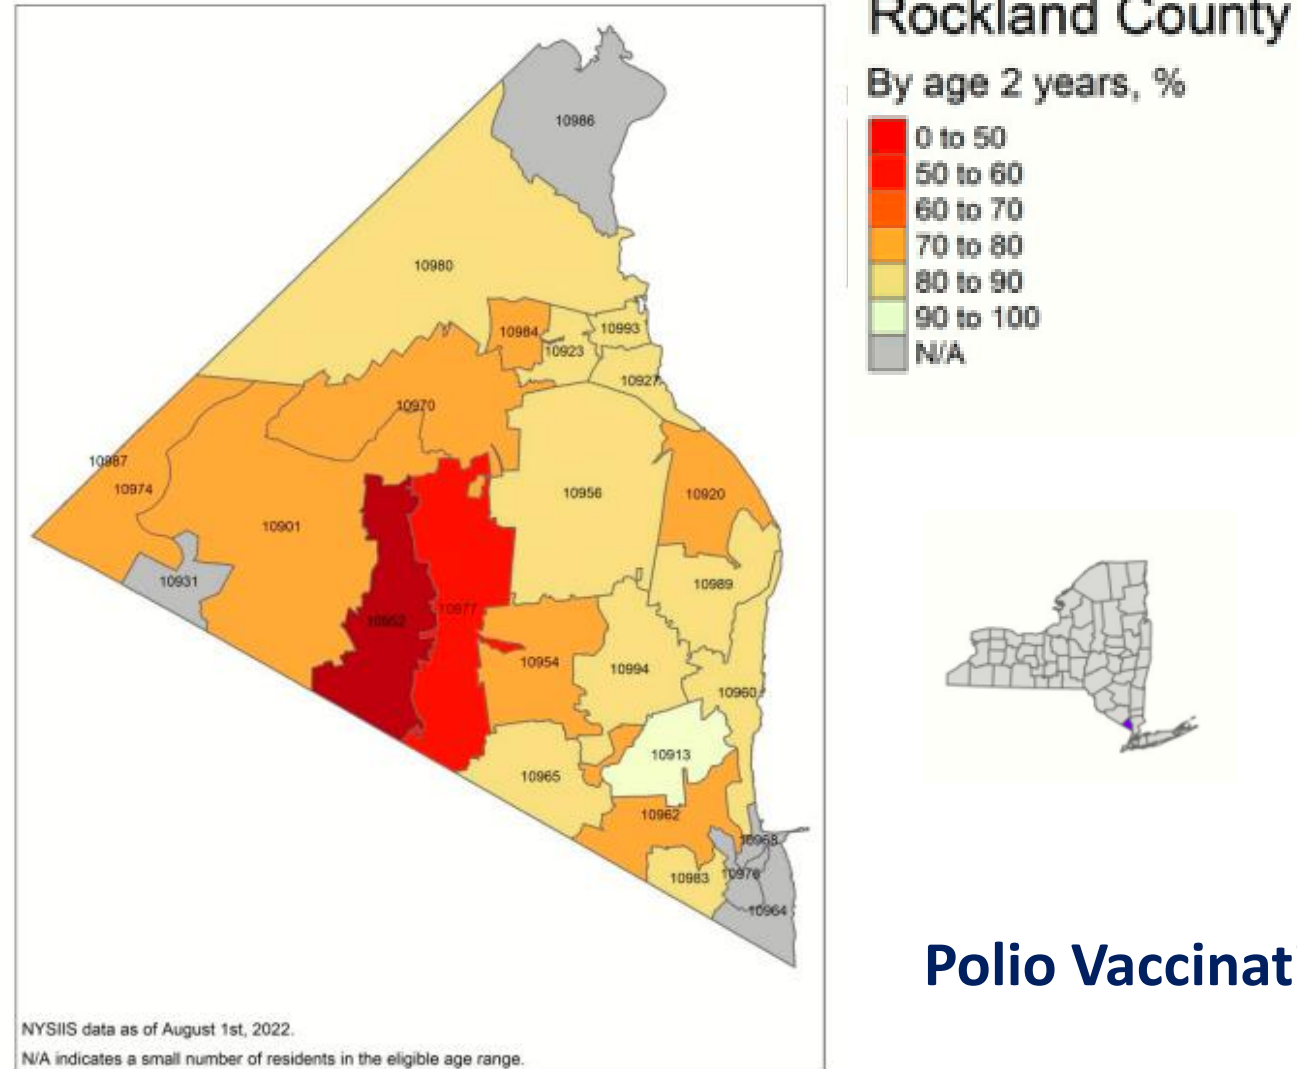 Rockland County
By age 2 years, %
0 to 50
50 to 60
60 to 70
70 to 80
80 to 90
90 to 100
N/A
10986
10980
10984
10993
10923
10927
10970
10987
10974
10956
10920
10901
10931
10989
10977
10952
10954
10994
10960
10913
10965
10962
10968
10983
10976
10964
Polio Vaccinat
NYSIIS data as of August 1st, 2022.
N/A indicates a small number of residents in the eligible age range.